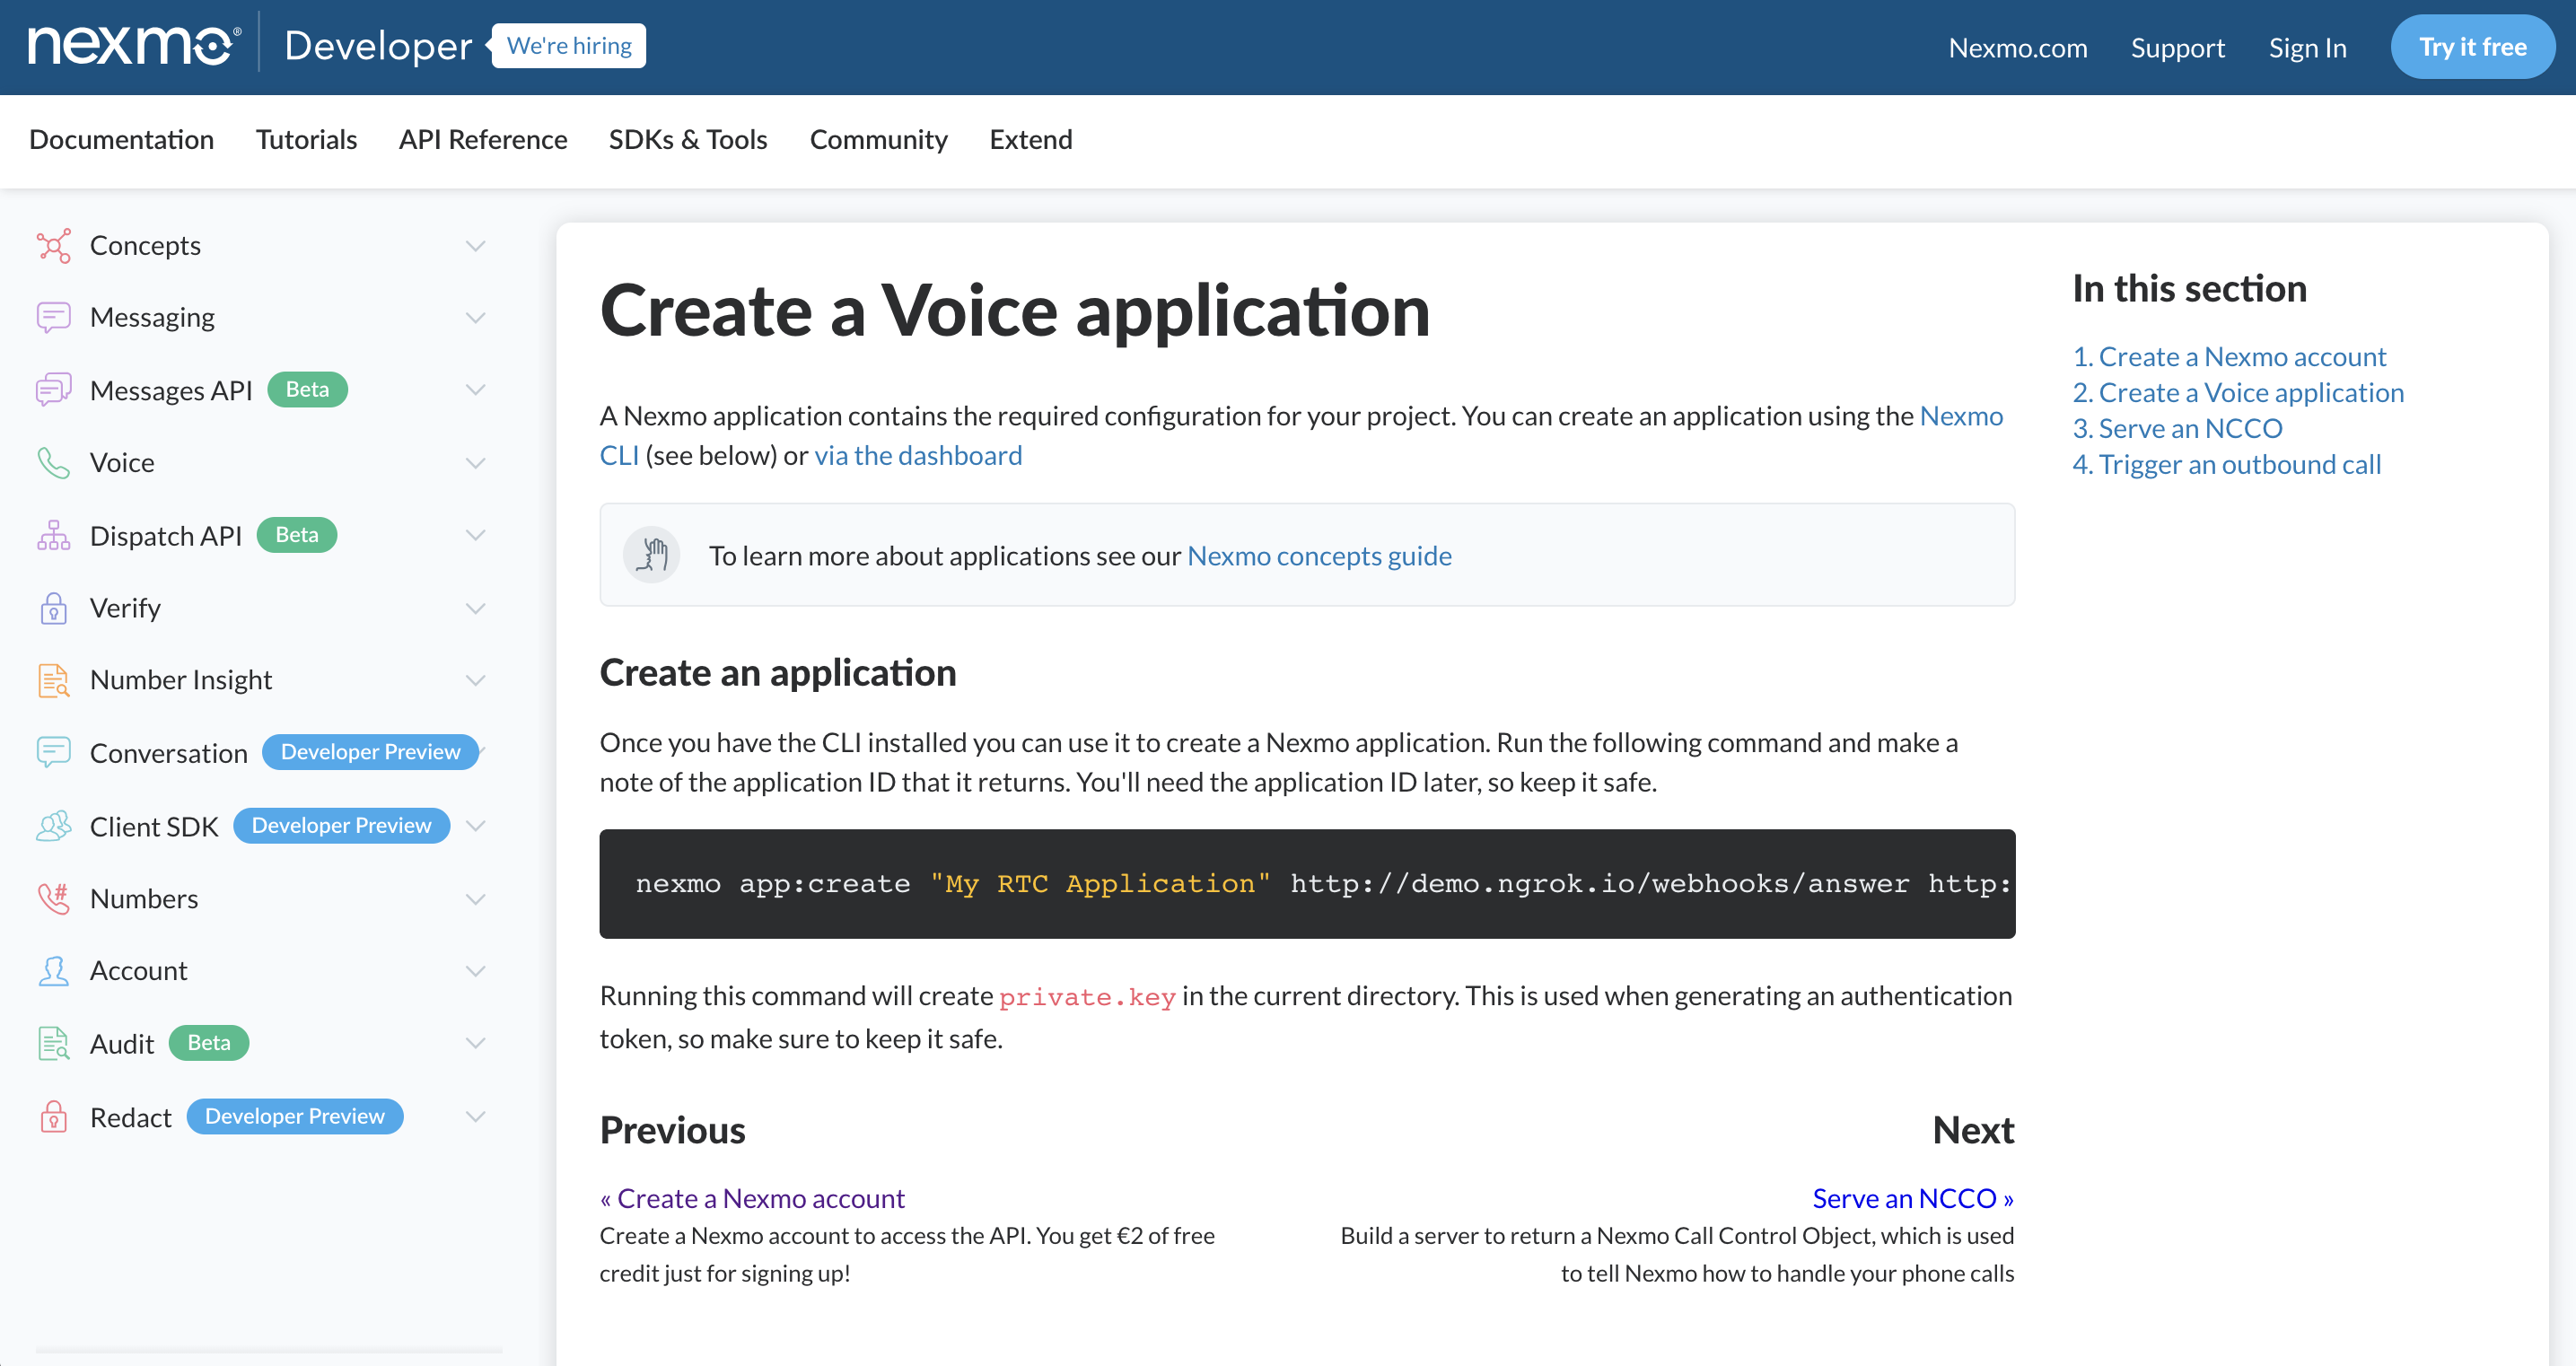 nexmo® Developer We're hiring
Nexmo.com Support Sign In Try it free
Documentation Tutorials API Reference SDKs & Tools Community Extend
Concepts
Messaging
Messages API Beta
Voice
Dispatch API Beta
Verify
Number Insight
Conversation Developer Preview
Client SDK Developer Preview
Numbers
Account
Audit Beta
Redact Developer Preview
Create a Voice application
A Nexmo application contains the required configuration for your project. You can create an application using the Nexmo
CLI (see below) or via the dashboard
To learn more about applications see our Nexmo concepts guide
Create an application
Once you have the CLI installed you can use it to create a Nexmo application. Run the following command and make a
note of the application ID that it returns. You'll need the application ID later, so keep it safe.
nexmo app:create "My RTC Application" http://demo.ngrok.io/webhooks/answer http:
Running this command will create private.key in the current directory. This is used when generating an authentication
token, so make sure to keep it safe.
Previous
« Create a Nexmo account
Create a Nexmo account to access the API. You get €2 of free
credit just for signing up!
Next
Serve an NCCO »
Build a server to return a Nexmo Call Control Object, which is used
to tell Nexmo how to handle your phone calls
In this section
1. Create a Nexmo account
2. Create a Voice application
3. Serve an NCCO
4. Trigger an outbound call